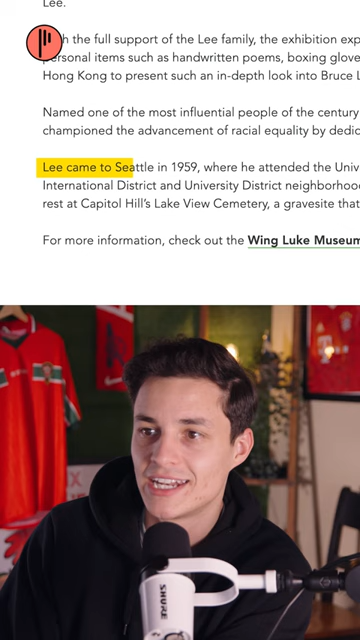 Lee.
the full support of the Lee family, the exhibition exp
personal items such as handwritten poems, boxing glove
Hong Kong to present such an in-depth look into Bruce L
Named one of the most influential people of the century
championed the advancement of racial equality by dedic
Lee came to Seattle in 1959, where he attended the Univ
International District and University District neighborhoo
rest at Capitol Hill's Lake View Cemetery, a gravesite that
For more information, check out the Wing Luke Museum
SHURE